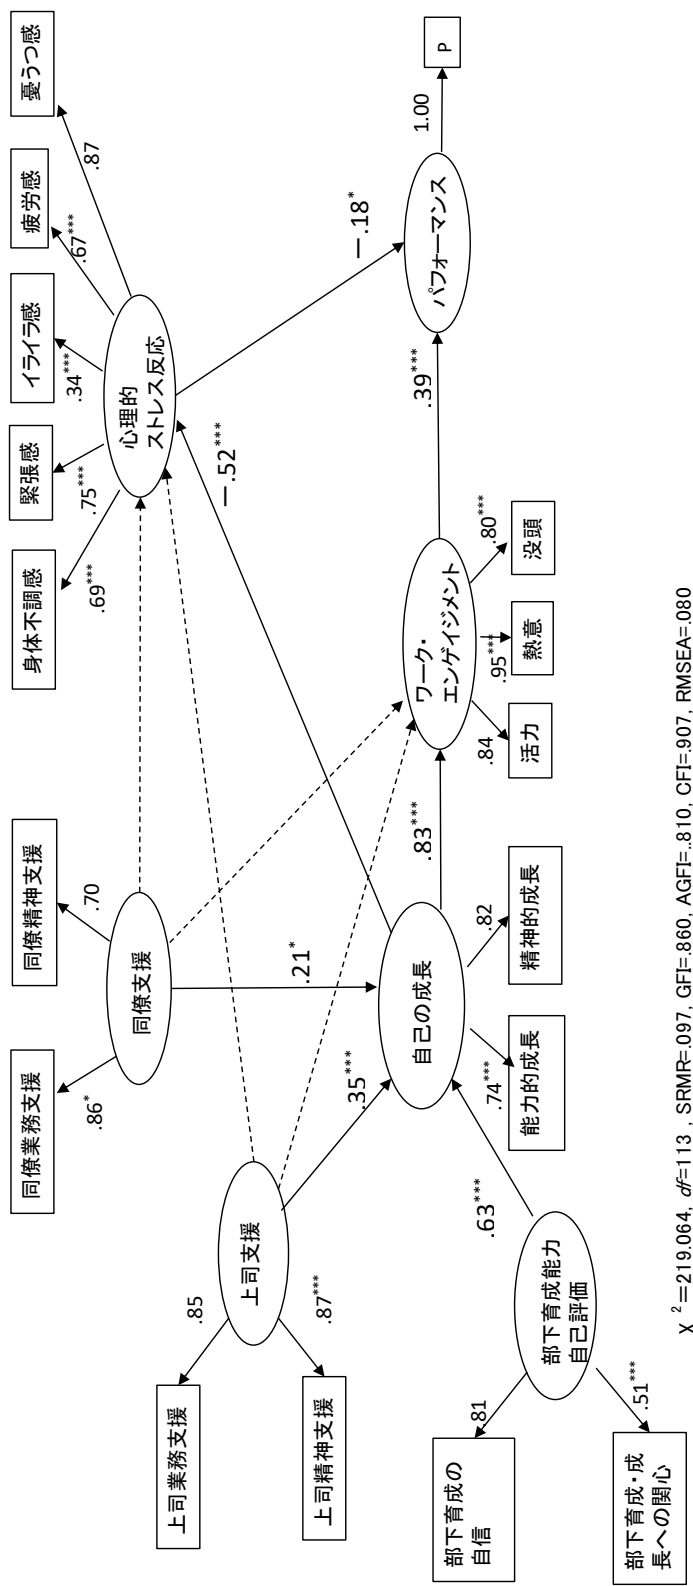 憂うつ感
疲労感
イライラ感
緊張感
身体不調感
.87
.67***
.34***
.75***
.69***
心理的
ストレス反応
同僚精神支援
同僚業務支援
.70
.86*
同僚支援
上司業務支援
上司精神支援
.85
.87***
上司支援
部下育成の
自信
部下育成・成
長への関心
.81
.51***
部下育成能力
自己評価
.63***
.35***
.21*
自己の成長
能力的成長
精神的成長
.74***
.82
.83***
－.52***
ワーク・
エンゲイジメント
活力
熱意
没頭
.84
.95***
.80***
.39***
－.18*
パフォーマンス
1.00
P
χ²＝219.064, df=113 , SRMR=.097, GFI=.860, AGFI=.810, CFI=.907, RMSEA=.080